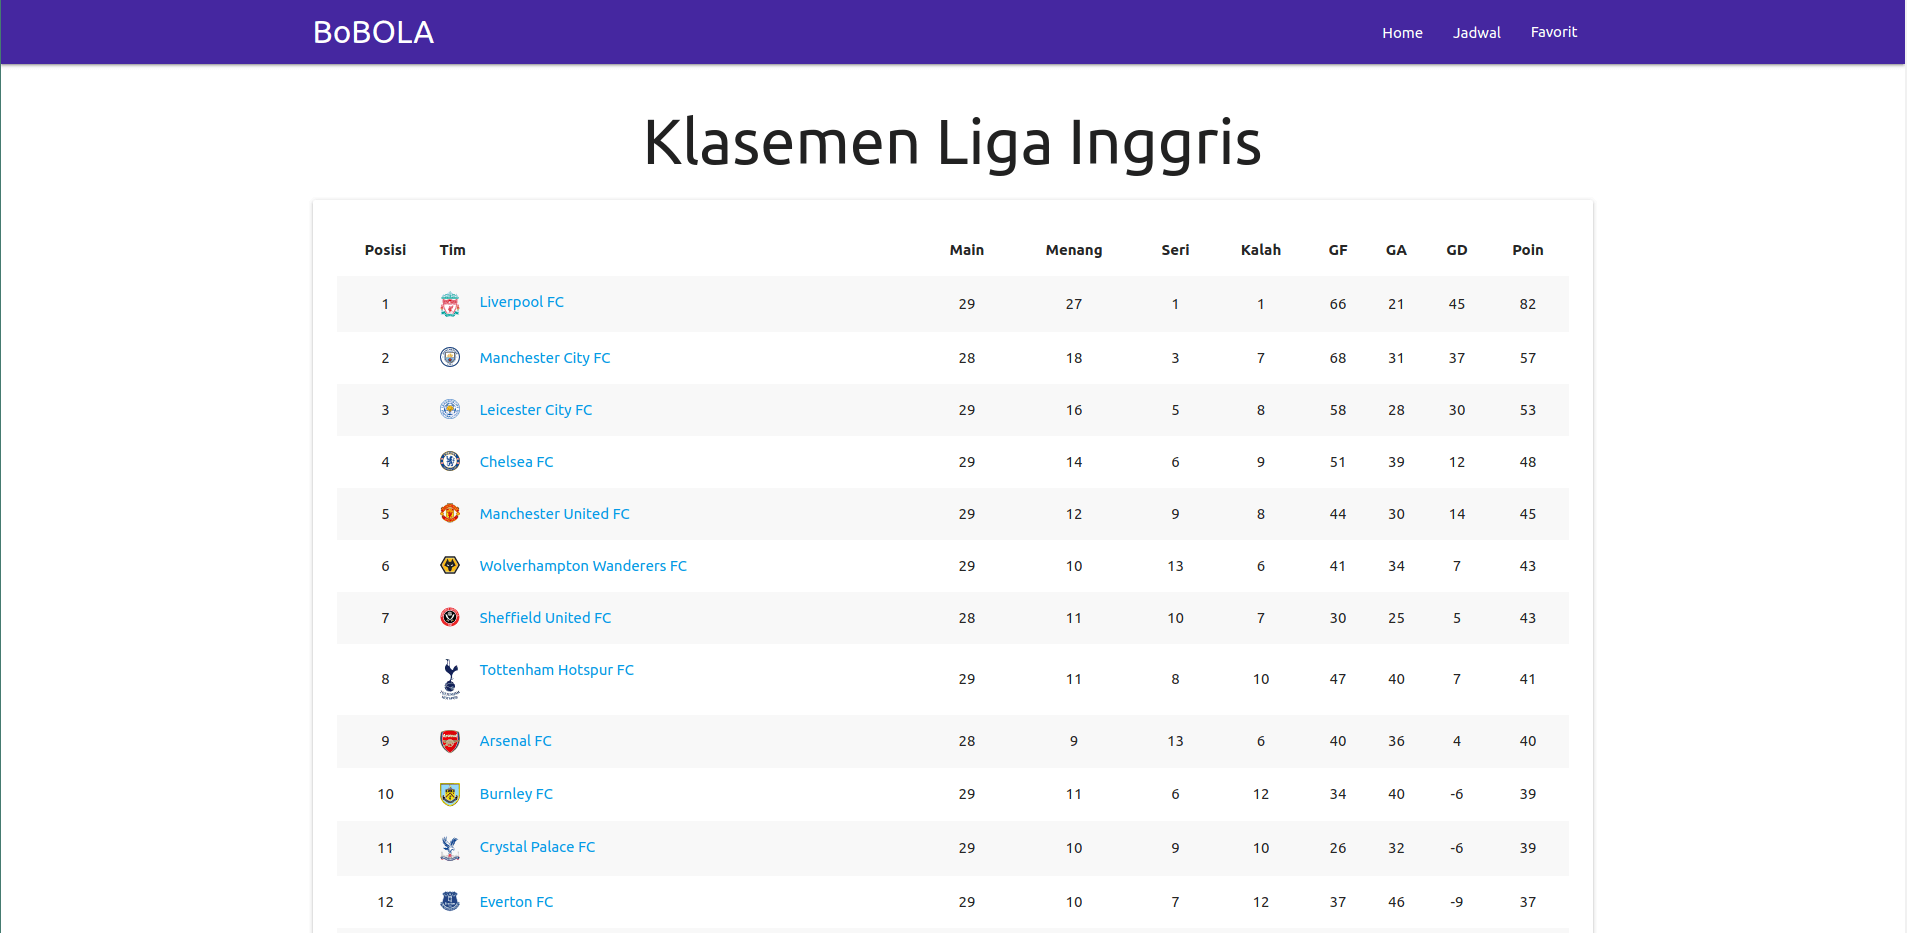 BoBOLA Home Jadwal Favorit
Klasemen Liga Inggris
Posisi Tim Main Menang Seri Kalah GF GA GD Poin
1 Liverpool FC 29 27 1 1 66 21 45 82
2 Manchester City FC 28 18 3 7 68 31 37 57
3 Leicester City FC 29 16 5 8 58 28 30 53
4 Chelsea FC 29 14 6 9 51 39 12 48
5 Manchester United FC 29 12 9 8 44 30 14 45
6 Wolverhampton Wanderers FC 29 10 13 6 41 34 7 43
7 Sheffield United FC 28 11 10 7 30 25 5 43
8 Tottenham Hotspur FC 29 11 8 10 47 40 7 41
9 Arsenal FC 28 9 13 6 40 36 4 40
10 Burnley FC 29 11 6 12 34 40 -6 39
11 Crystal Palace FC 29 10 9 10 26 32 -6 39
12 Everton FC 29 10 7 12 37 46 -9 37